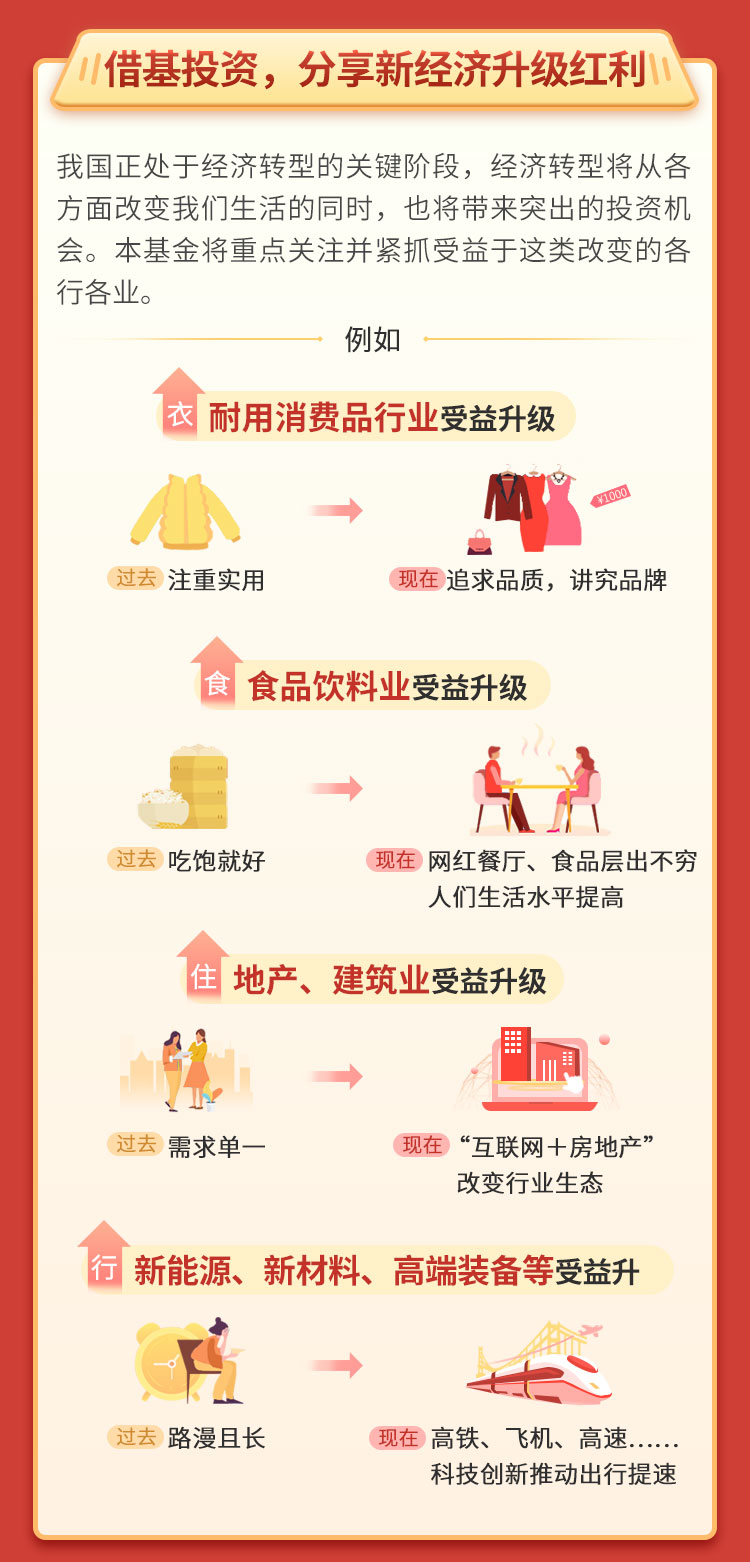 借基投资，分享新经济升级红利
我国正处于经济转型的关键阶段，经济转型将从各
方面改变我们生活的同时，也将带来突出的投资机
会。本基金将重点关注并紧抓受益于这类改变的各
行各业。
例如
衣 耐用消费品行业受益升级
¥1000
过去 注重实用
现在 追求品质，讲究品牌
食 食品饮料业受益升级
过去 吃饱就好
现在 网红餐厅、食品层出不穷
人们生活水平提高
住 地产、建筑业受益升级
过去 需求单一
现在 “互联网＋房地产”
改变行业生态
行 新能源、新材料、高端装备等受益升
过去 路漫且长
现在 高铁、飞机、高速……
科技创新推动出行提速